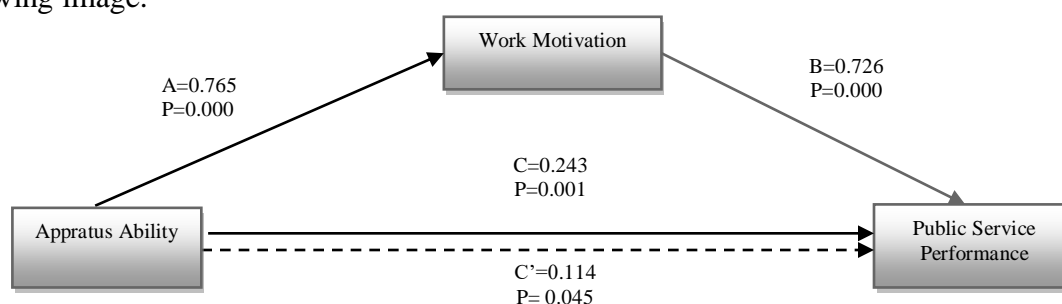 wing image.
Work Motivation
A=0.765
P=0.000
B=0.726
P=0.000
C=0.243
P=0.001
Appratus Ability
Public Service
Performance
C’=0.114
P= 0.045